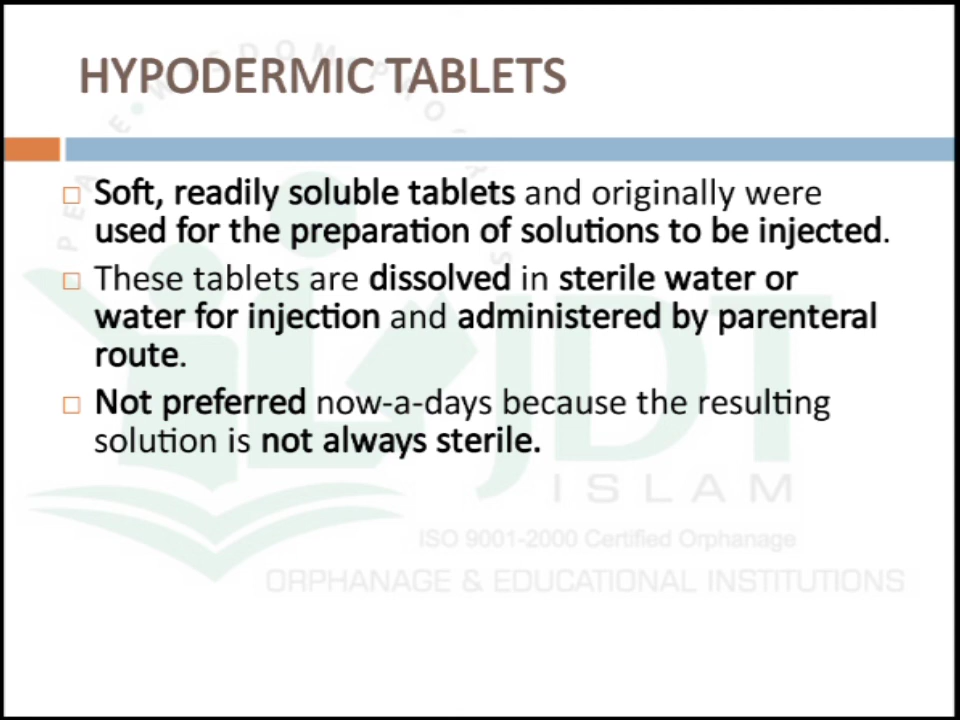 HYPODERMIC TABLETS
□ Soft, readily soluble tablets and originally were
used for the preparation of solutions to be injected.
□ These tablets are dissolved in sterile water or
water for injection and administered by parenteral
route.
□ Not preferred now-a-days because the resulting
solution is not always sterile.
JDT
ISLAM
ISO 9001-2000 Certified Orphanage
ORPHANAGE & EDUCATIONAL INSTITUTIONS